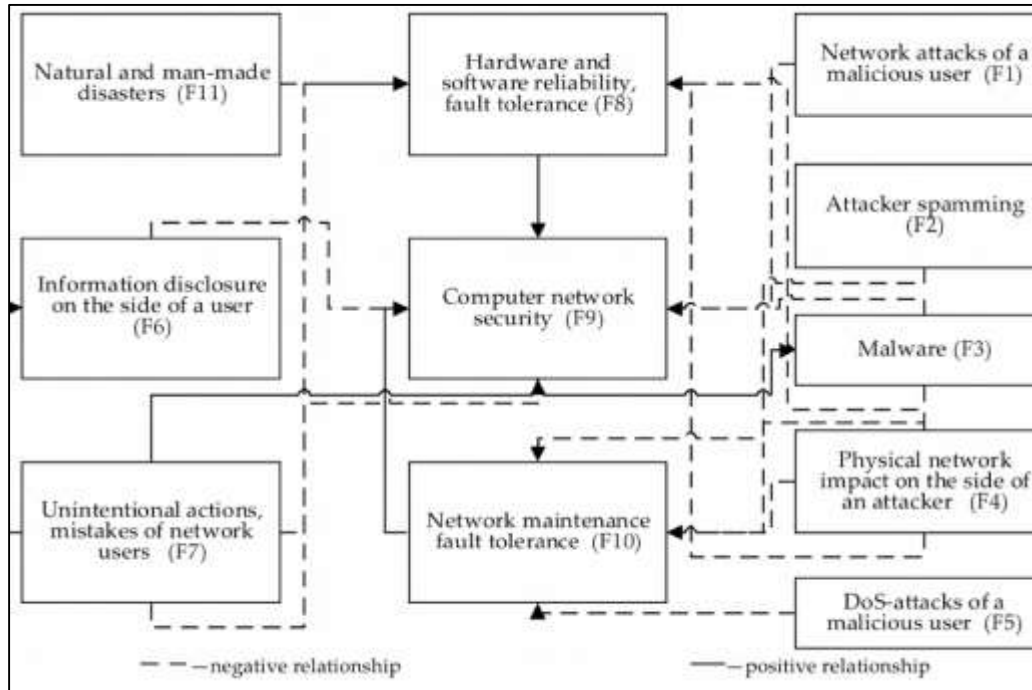 Natural and man-made
disasters (F11)
Hardware and
software reliability,
fault tolerance (F8)
Network attacks of a
malicious user (F1)
Attacker spamming
(F2)
Information disclosure
on the side of a user
(F6)
Computer network
security (F9)
Malware (F3)
Unintentional actions,
mistakes of network
users (F7)
Network maintenance
fault tolerance (F10)
Physical network
impact on the side of
an attacker (F4)
DoS-attacks of a
malicious user (F5)
—negative relationship
—positive relationship